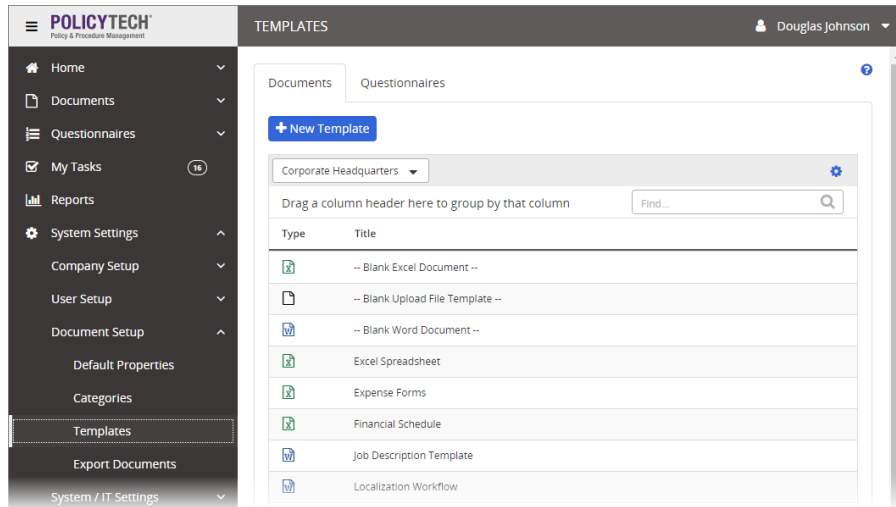 POLICYTECH®
Policy & Procedure Management
TEMPLATES
Douglas Johnson
Home
Documents
Questionnaires
My Tasks
16
Reports
System Settings
Company Setup
User Setup
Document Setup
Default Properties
Categories
Templates
Export Documents
System / IT Settings
Documents
Questionnaires
?
+ New Template
Corporate Headquarters
Drag a column header here to group by that column
Find...
Type
Title
-- Blank Excel Document --
-- Blank Upload File Template --
-- Blank Word Document --
Excel Spreadsheet
Expense Forms
Financial Schedule
Job Description Template
Localization Workflow